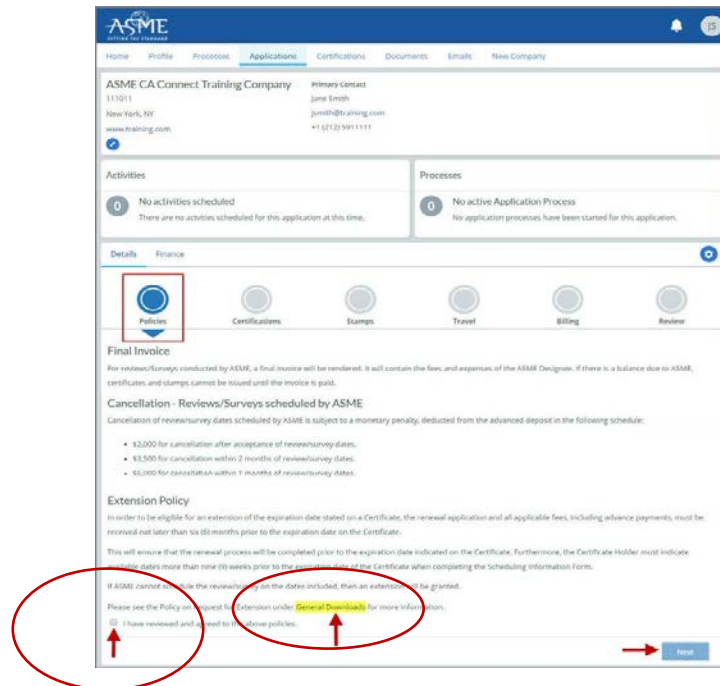 ASME
SETTING THE STANDARD
JS
Home Profile Processes Applications Certifications Documents Emails New Company
ASME CA Connect Training Company
111011
New York, NY
www.training.com
Primary Contact
Jane Smith
jsmith@training.com
+1 (212) 5911111
Activities
0 No activities scheduled
There are no activities scheduled for this application at this time.
Processes
0 No active Application Process
No application processes have been started for this application.
Details Finance
Policies Certifications Stamps Travel Billing Review
Final Invoice
For reviews/Surveys conducted by ASME, a final invoice will be rendered. It will contain the fees and expenses of the ASME Designee. If there is a balance due to ASME,
certificates and stamps cannot be issued until the invoice is paid.
Cancellation - Reviews/Surveys scheduled by ASME
Cancellation of review/survey dates scheduled by ASME is subject to a monetary penalty, deducted from the advanced deposit in the following schedule:
• $2,000 for cancellation after acceptance of review/survey dates.
• $3,500 for cancellation within 2 months of review/survey dates.
• $6,000 for cancellation within 1 months of review/survey dates.
Extension Policy
In order to be eligible for an extension of the expiration date stated on a Certificate, the renewal application and all applicable fees, including advance payments, must be
received not later than six (6) months prior to the expiration date on the Certificate.
This will ensure that the renewal process will be completed prior to the expiration date indicated on the Certificate. Furthermore, the Certificate Holder must indicate
available dates more than nine (9) weeks prior to the expiration date of the Certificate when completing the Scheduling Information Form.
If ASME cannot schedule the review/survey on the dates included, then an extension will be granted.
Please see the Policy on Request for Extension under General Downloads for more information.
I have reviewed and agreed to the above policies.
Next